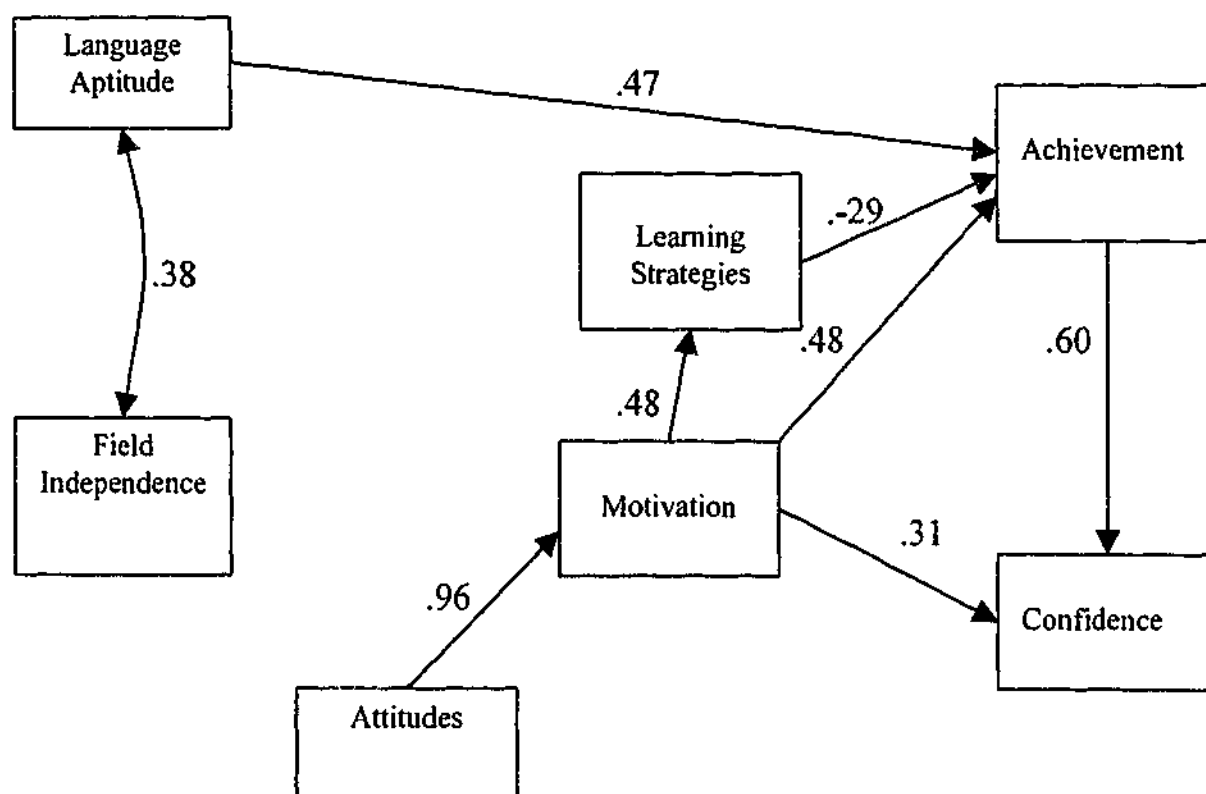 Language
Aptitude
.47
Achievement
Learning
Strategies
.-29
.38
.48
.60
.48
Field
Independence
Motivation
.31
.96
Confidence
Attitudes